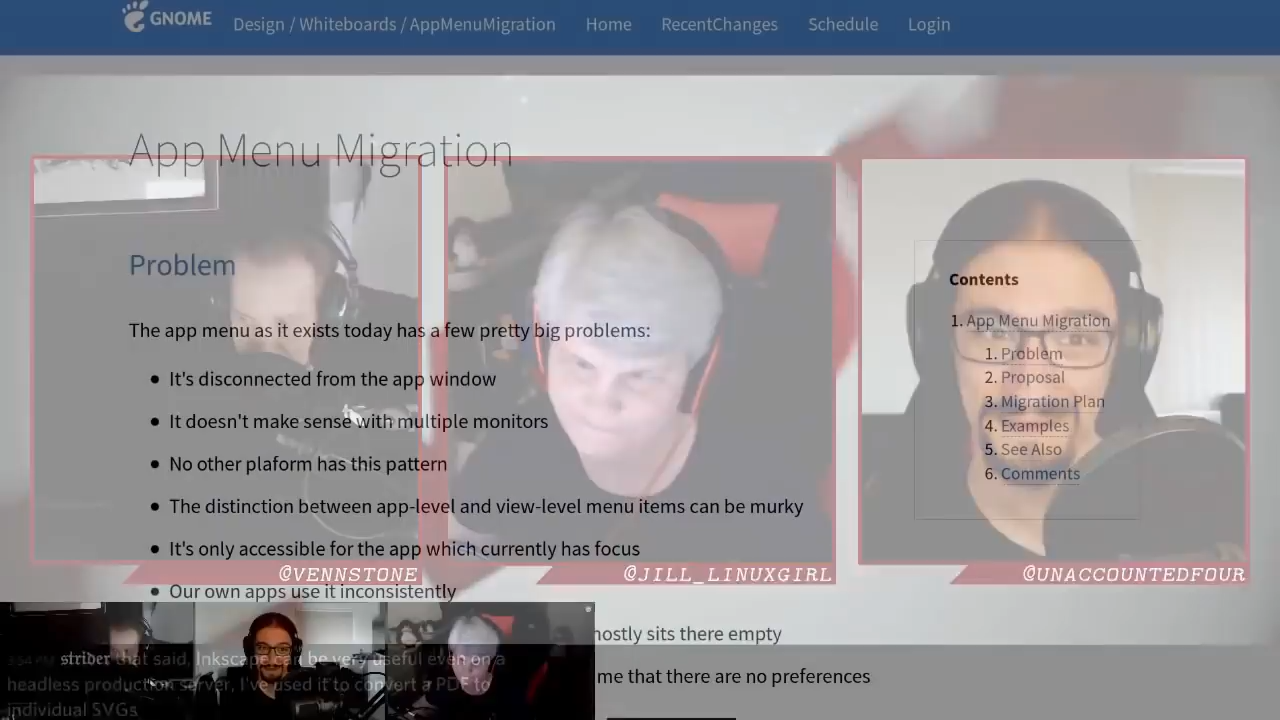 GNOME
Design / Whiteboards / AppMenuMigration Home RecentChanges Schedule Login
App Menu Migration
Problem
The app menu as it exists today has a few pretty big problems:
It's disconnected from the app window
It doesn't make sense with multiple monitors
No other plaform has this pattern
The distinction between app-level and view-level menu items can be murky
It's only accessible for the app which currently has focus
Our own apps use it inconsistently
mostly sits there empty
me that there are no preferences
Contents
1. App Menu Migration
1. Problem
2. Proposal
3. Migration Plan
4. Examples
5. See Also
6. Comments
@VENNSTONE
@JILL_LINUXGIRL
@UNACCOUNTEDFOUR
strider that said, Inkscape can be very useful even on a
headless production server, I've used it to convert a PDF to
individual SVGs